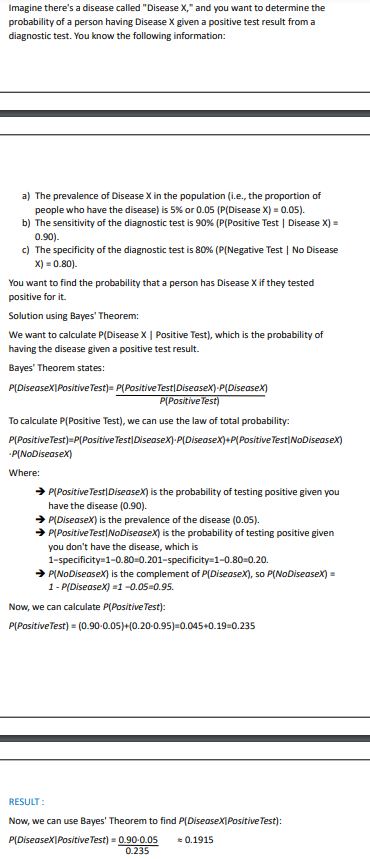 Imagine there's a disease called "Disease X," and you want to determine the
probability of a person having Disease X given a positive test result from a
diagnostic test. You know the following information:
a) The prevalence of Disease X in the population (i.e., the proportion of
people who have the disease) is 5% or 0.05 (P(Disease X) = 0.05).
b) The sensitivity of the diagnostic test is 90% (P(Positive Test | Disease X) =
0.90).
c) The specificity of the diagnostic test is 80% (P(Negative Test | No Disease
X) = 0.80).
You want to find the probability that a person has Disease X if they tested
positive for it.
Solution using Bayes' Theorem:
We want to calculate P(Disease X | Positive Test), which is the probability of
having the disease given a positive test result.
Bayes' Theorem states:
P(DiseaseX|PositiveTest)= P(PositiveTest|DiseaseX)·P(DiseaseX)
P(PositiveTest)
To calculate P(Positive Test), we can use the law of total probability:
P(PositiveTest)=P(PositiveTest|DiseaseX)·P(DiseaseX)+P(PositiveTest|NoDiseaseX)
·P(NoDiseaseX)
Where:
➔ P(PositiveTest|DiseaseX) is the probability of testing positive given you
have the disease (0.90).
➔ P(DiseaseX) is the prevalence of the disease (0.05).
➔ P(PositiveTest|NoDiseaseX) is the probability of testing positive given
you don't have the disease, which is
1−specificity=1−0.80=0.201−specificity=1−0.80=0.20.
➔ P(NoDiseaseX) is the complement of P(DiseaseX), so P(NoDiseaseX) =
1 - P(DiseaseX) =1 −0.05=0.95.
Now, we can calculate P(PositiveTest):
P(PositiveTest) = (0.90·0.05)+(0.20·0.95)=0.045+0.19=0.235
RESULT :
Now, we can use Bayes' Theorem to find P(DiseaseX|PositiveTest):
P(DiseaseX|PositiveTest) = 0.90·0.05 ≈ 0.1915
0.235